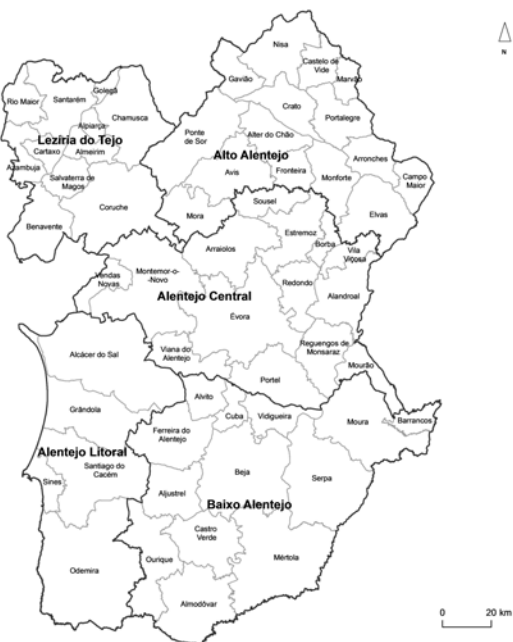 N
Nisa
Castelo de
Vide
Marvão
Gavião
Crato
Portalegre
Ponte
de Sor
Alter do Chão
Alto Alentejo
Avis
Fronteira
Monforte
Arronches
Campo
Maior
Elvas
Mora
Sousel
Rio Maior
Santarém
Golegã
Chamusca
Alpiarça
Lezíria do Tejo
Cartaxo
Almeirim
Azambuja
Salvaterra de
Magos
Coruche
Benavente
Estremoz
Borba
Vila
Viçosa
Arraiolos
Vendas
Novas
Montemor-o-
-Novo
Redondo
Alandroal
Alentejo Central
Évora
Viana do
Alentejo
Reguengos de
Monsaraz
Mourão
Portel
Alcácer do Sal
Grândola
Alentejo Litoral
Santiago do
Cacém
Sines
Odemira
Alvito
Cuba
Vidigueira
Moura
Barrancos
Ferreira do
Alentejo
Beja
Serpa
Aljustrel
Baixo Alentejo
Castro
Verde
Ourique
Mértola
Almodôvar
0 20 km